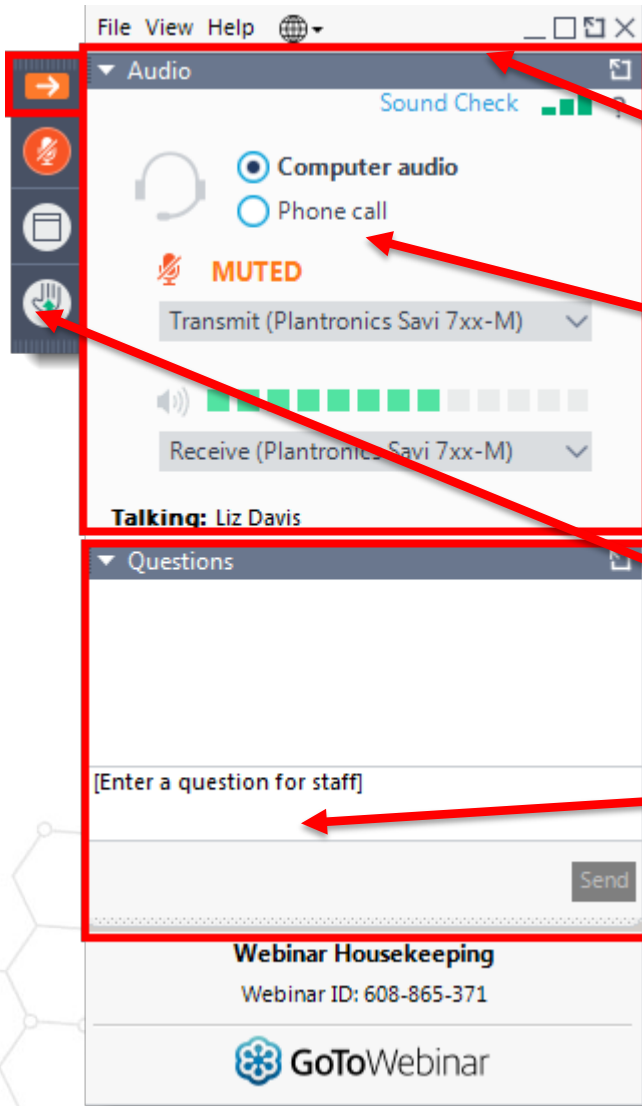 File View Help
Audio
Sound Check ?
Computer audio
Phone call
MUTED
Transmit (Plantronics Savi 7xx-M)
Receive (Plantronics Savi 7xx-M)
Talking: Liz Davis
Questions
[Enter a question for staff]
Send
Webinar Housekeeping
Webinar ID: 608-865-371
GoToWebinar